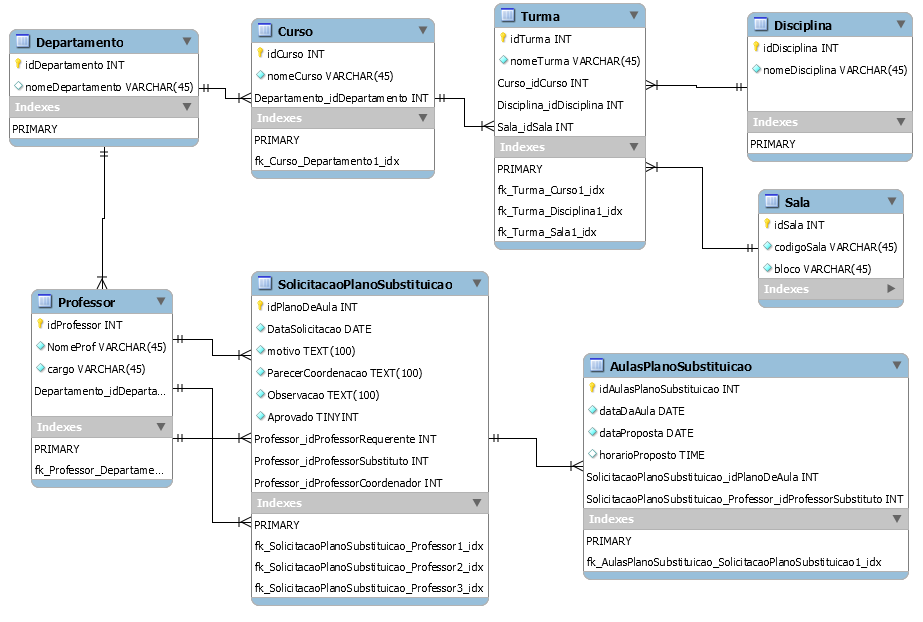 Departamento
idDepartamento INT
nomeDepartamento VARCHAR(45)
Indexes
PRIMARY
Curso
idCurso INT
nomeCurso VARCHAR(45)
Departamento_idDepartamento INT
Indexes
PRIMARY
fk_Curso_Departamento1_idx
Turma
idTurma INT
nomeTurma VARCHAR(45)
Curso_idCurso INT
Disciplina_idDisciplina INT
Sala_idSala INT
Indexes
PRIMARY
fk_Turma_Curso1_idx
fk_Turma_Disciplina1_idx
fk_Turma_Sala1_idx
Disciplina
idDisciplina INT
nomeDisciplina VARCHAR(45)
Indexes
PRIMARY
Sala
idSala INT
codigoSala VARCHAR(45)
bloco VARCHAR(45)
Indexes
Professor
idProfessor INT
NomeProf VARCHAR(45)
cargo VARCHAR(45)
Departamento_idDeparta...
Indexes
PRIMARY
fk_Professor_Departame...
SolicitacaoPlanoSubstituicao
idPlanoDeAula INT
DataSolicitacao DATE
motivo TEXT(100)
ParecerCoordenacao TEXT(100)
Observacao TEXT(100)
Aprovado TINYINT
Professor_idProfessorRequerente INT
Professor_idProfessorSubstituto INT
Professor_idProfessorCoordenador INT
Indexes
PRIMARY
fk_SolicitacaoPlanoSubstituicao_Professor1_idx
fk_SolicitacaoPlanoSubstituicao_Professor2_idx
fk_SolicitacaoPlanoSubstituicao_Professor3_idx
AulasPlanoSubstituicao
idAulasPlanoSubstituicao INT
dataDaAula DATE
dataProposta DATE
horarioProposto TIME
SolicitacaoPlanoSubstituicao_idPlanoDeAula INT
SolicitacaoPlanoSubstituicao_Professor_idProfessorSubstituto INT
Indexes
PRIMARY
fk_AulasPlanoSubstituicao_SolicitacaoPlanoSubstituicao1_idx